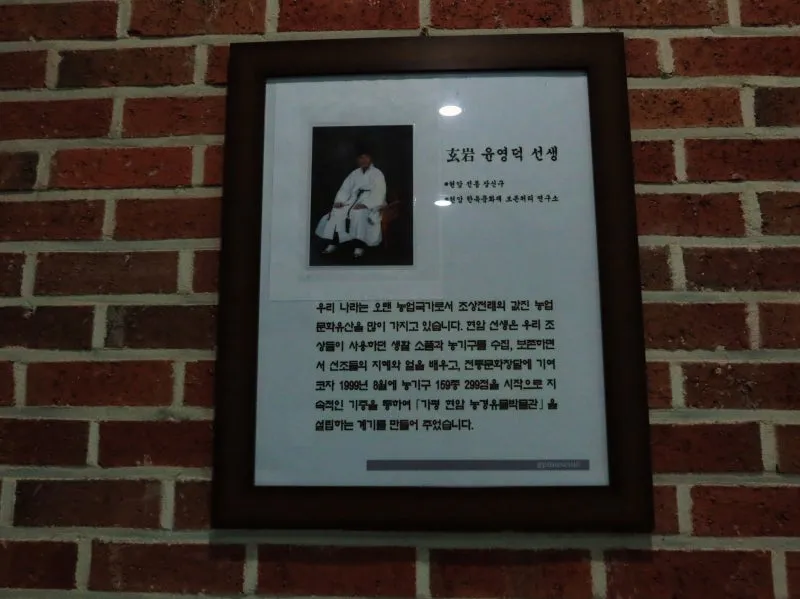 玄岩 윤영덕 선생
●현암 전통 장신구
●현암 한옥문화재 보존처리 연구소
우리 나라는 오랜 농업국가로서 조상전래의 값진 농업
문화유산을 많이 가지고 있습니다. 현암 선생은 우리 조
상들이 사용하던 생활 소품과 농기구를 수집, 보존하면
서 선조들의 지혜와 얼을 배우고, 전통문화창달에 기여
코자 1999년 8월에 농기구 159종 299점을 시작으로 지
속적인 기증을 통하여 「가평 현암 농경유물박물관」을
설립하는 계기를 만들어 주었습니다.